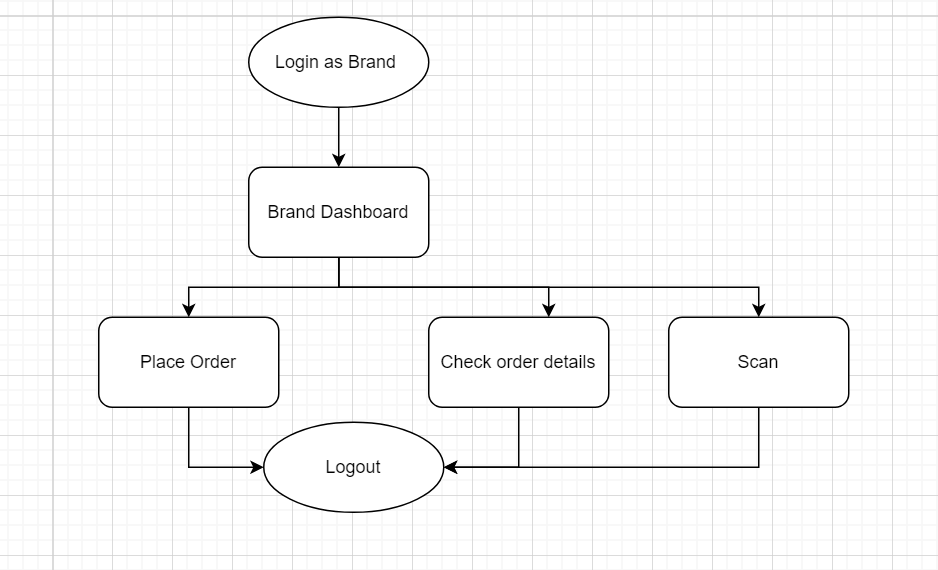 Login as Brand
Brand Dashboard
Place Order
Check order details
Scan
Logout